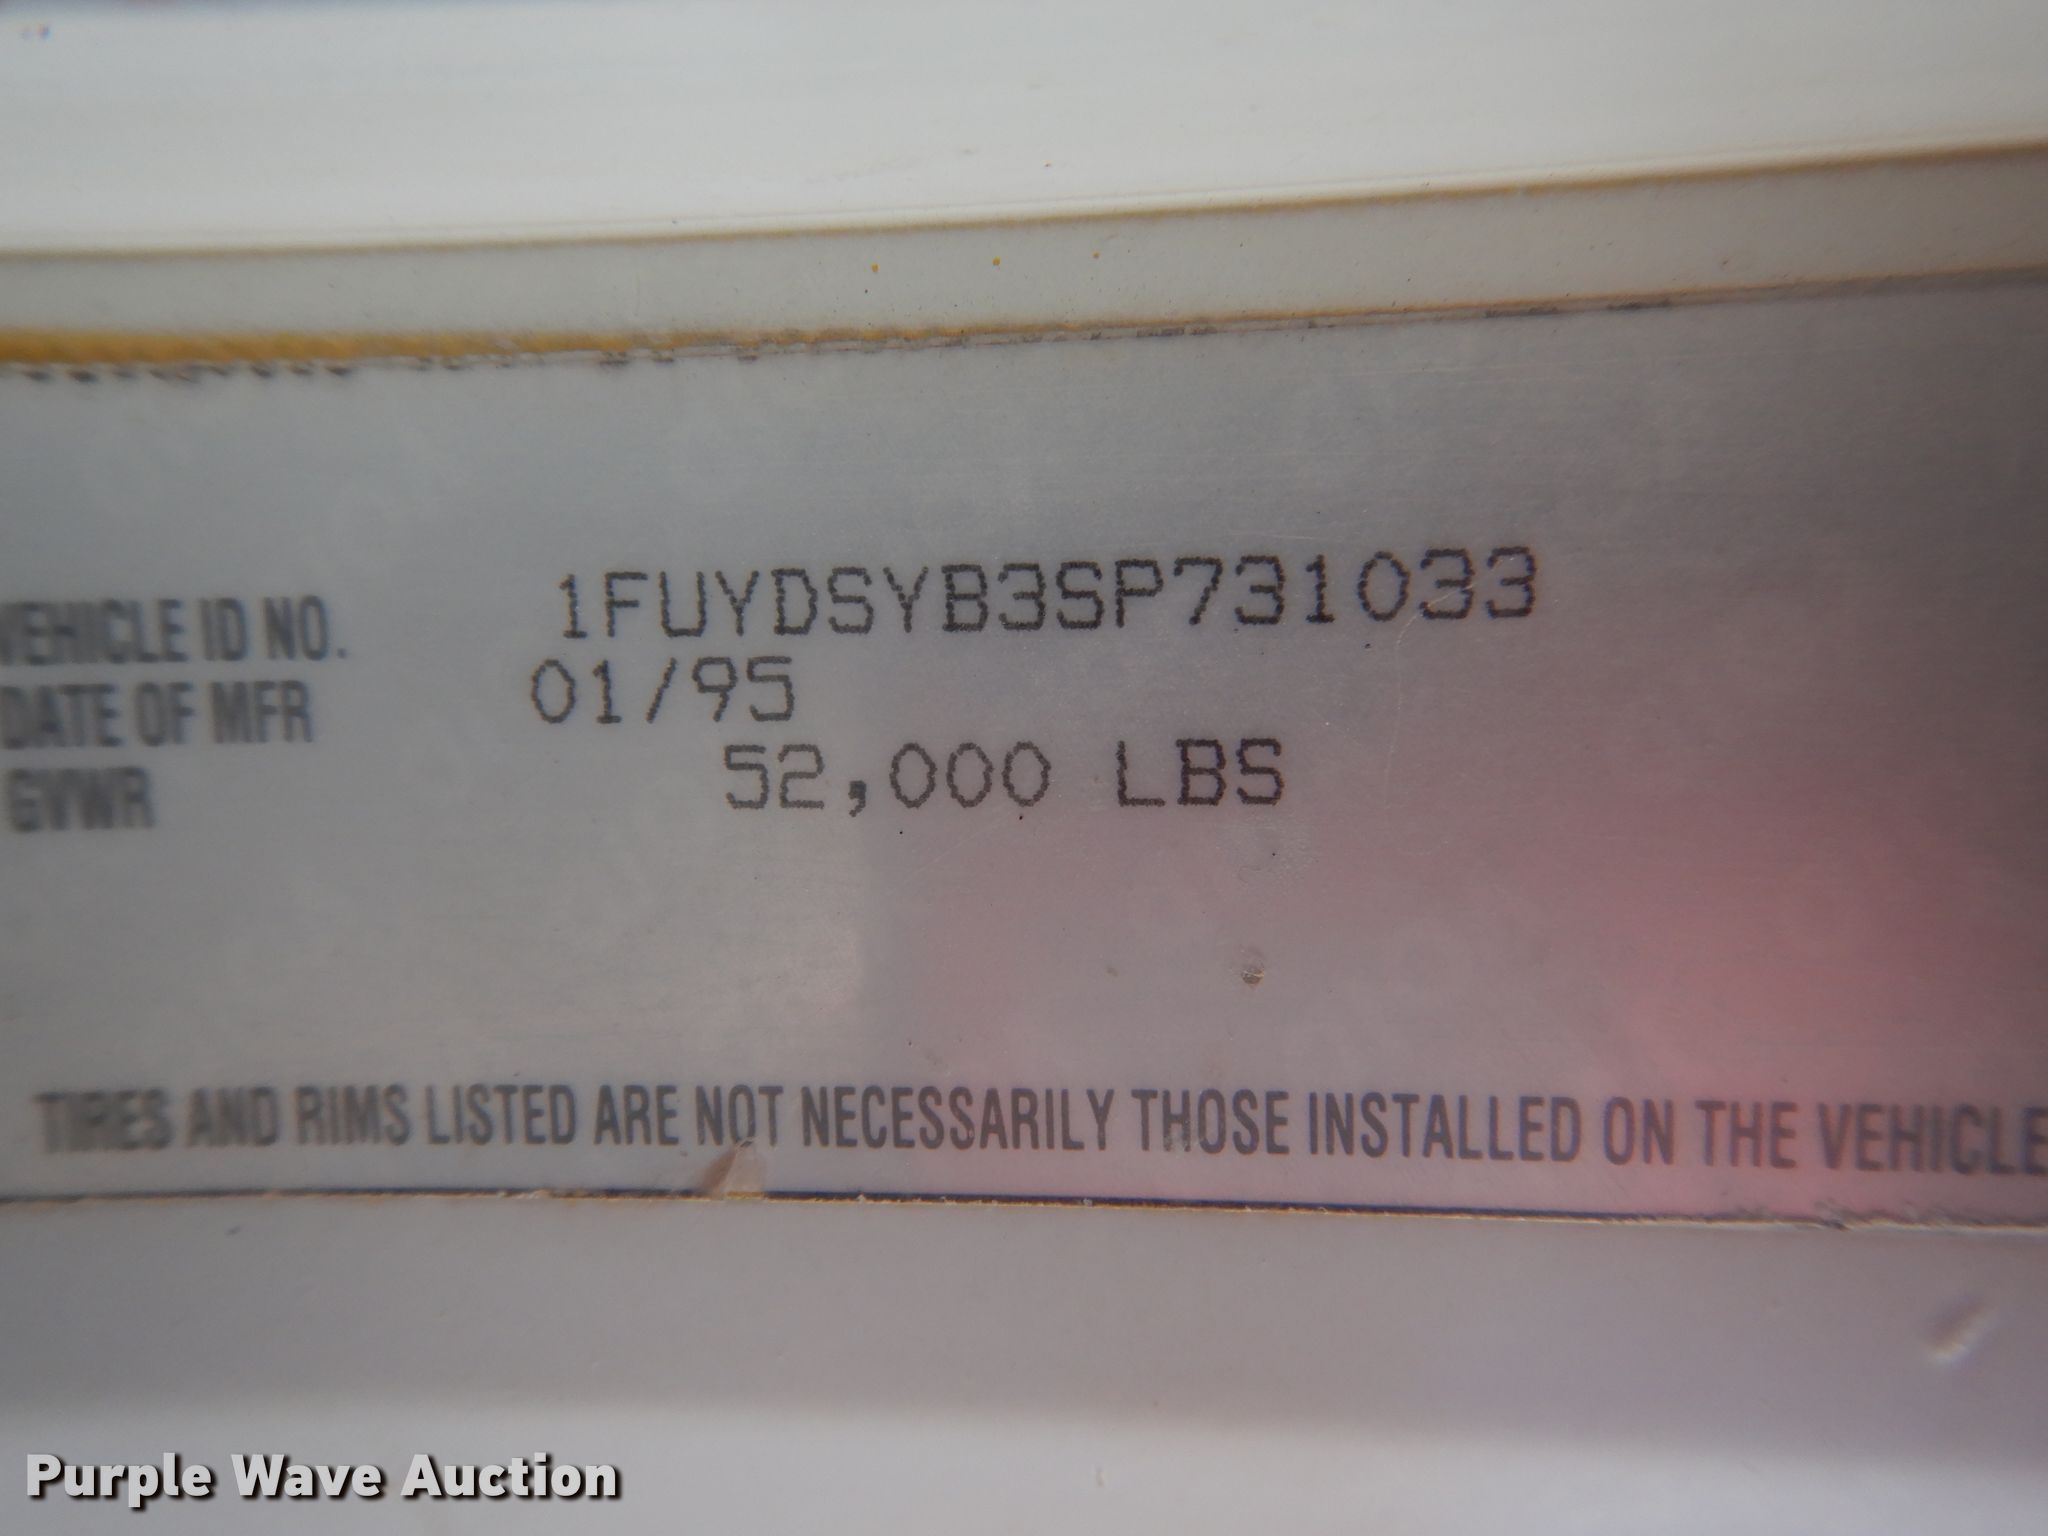 VEHICLE ID NO. 1FUYDSYB3SP731033
DATE OF MFR 01/95
GVWR 52,000 LBS
TIRES AND RIMS LISTED ARE NOT NECESSARILY THOSE INSTALLED ON THE VEHICLE
Purple Wave Auction